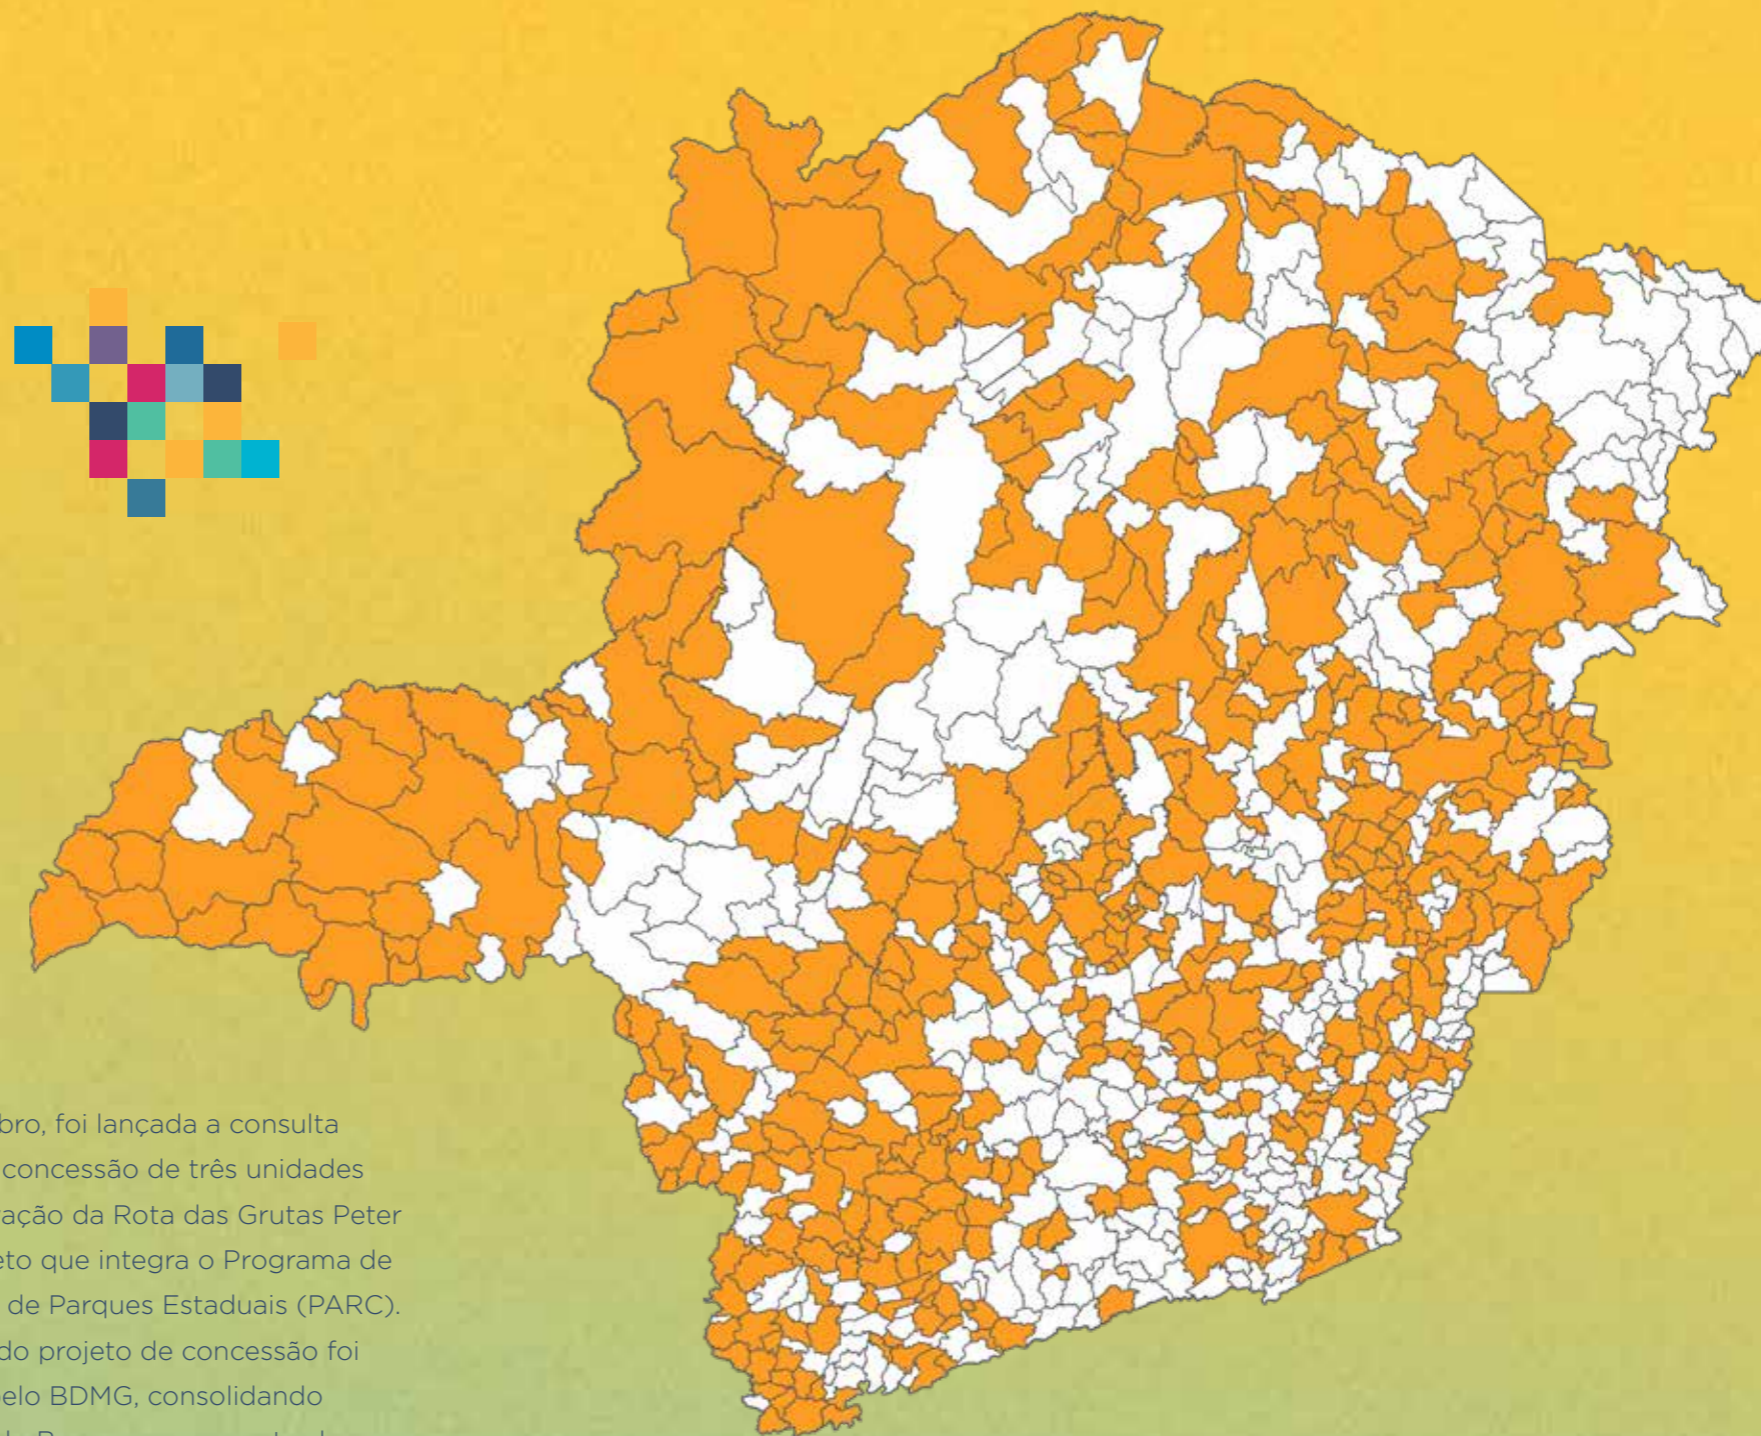 bro, foi lançada a consulta
concessão de três unidades
ração da Rota das Grutas Peter
eto que integra o Programa de
de Parques Estaduais (PARC).
do projeto de concessão foi
elo BDMG, consolidando